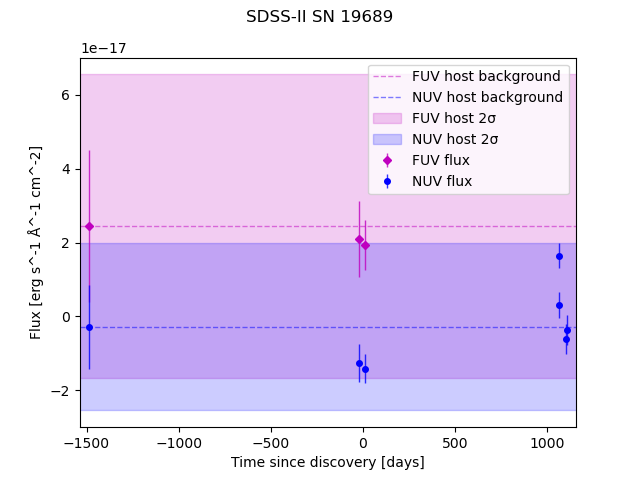 SDSS-II SN 19689
1e−17
FUV host background
NUV host background
FUV host 2σ
NUV host 2σ
FUV flux
NUV flux
6
4
2
0
−2
Flux [erg s^-1 Å^-1 cm^-2]
−1500 −1000 −500 0 500 1000
Time since discovery [days]